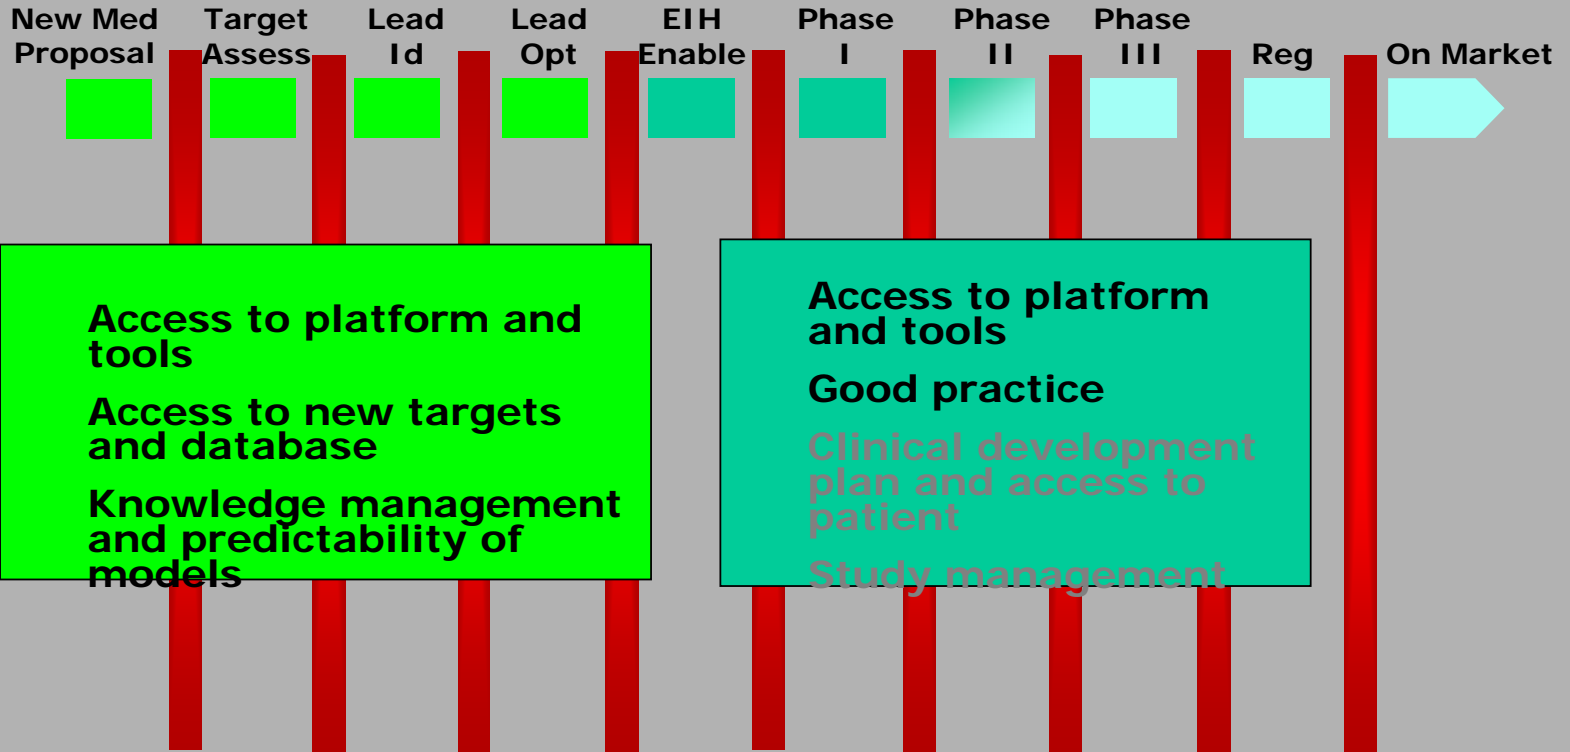 New Med
Proposal
Target
Assess
Lead
Id
Lead
Opt
EIH
Enable
Phase
I
Phase
II
Phase
III
Reg
On Market
Access to platform and
tools
Access to new targets
and database
Knowledge management
and predictability of
models
Access to platform
and tools
Good practice
Clinical development
plan and access to
patient
Study management